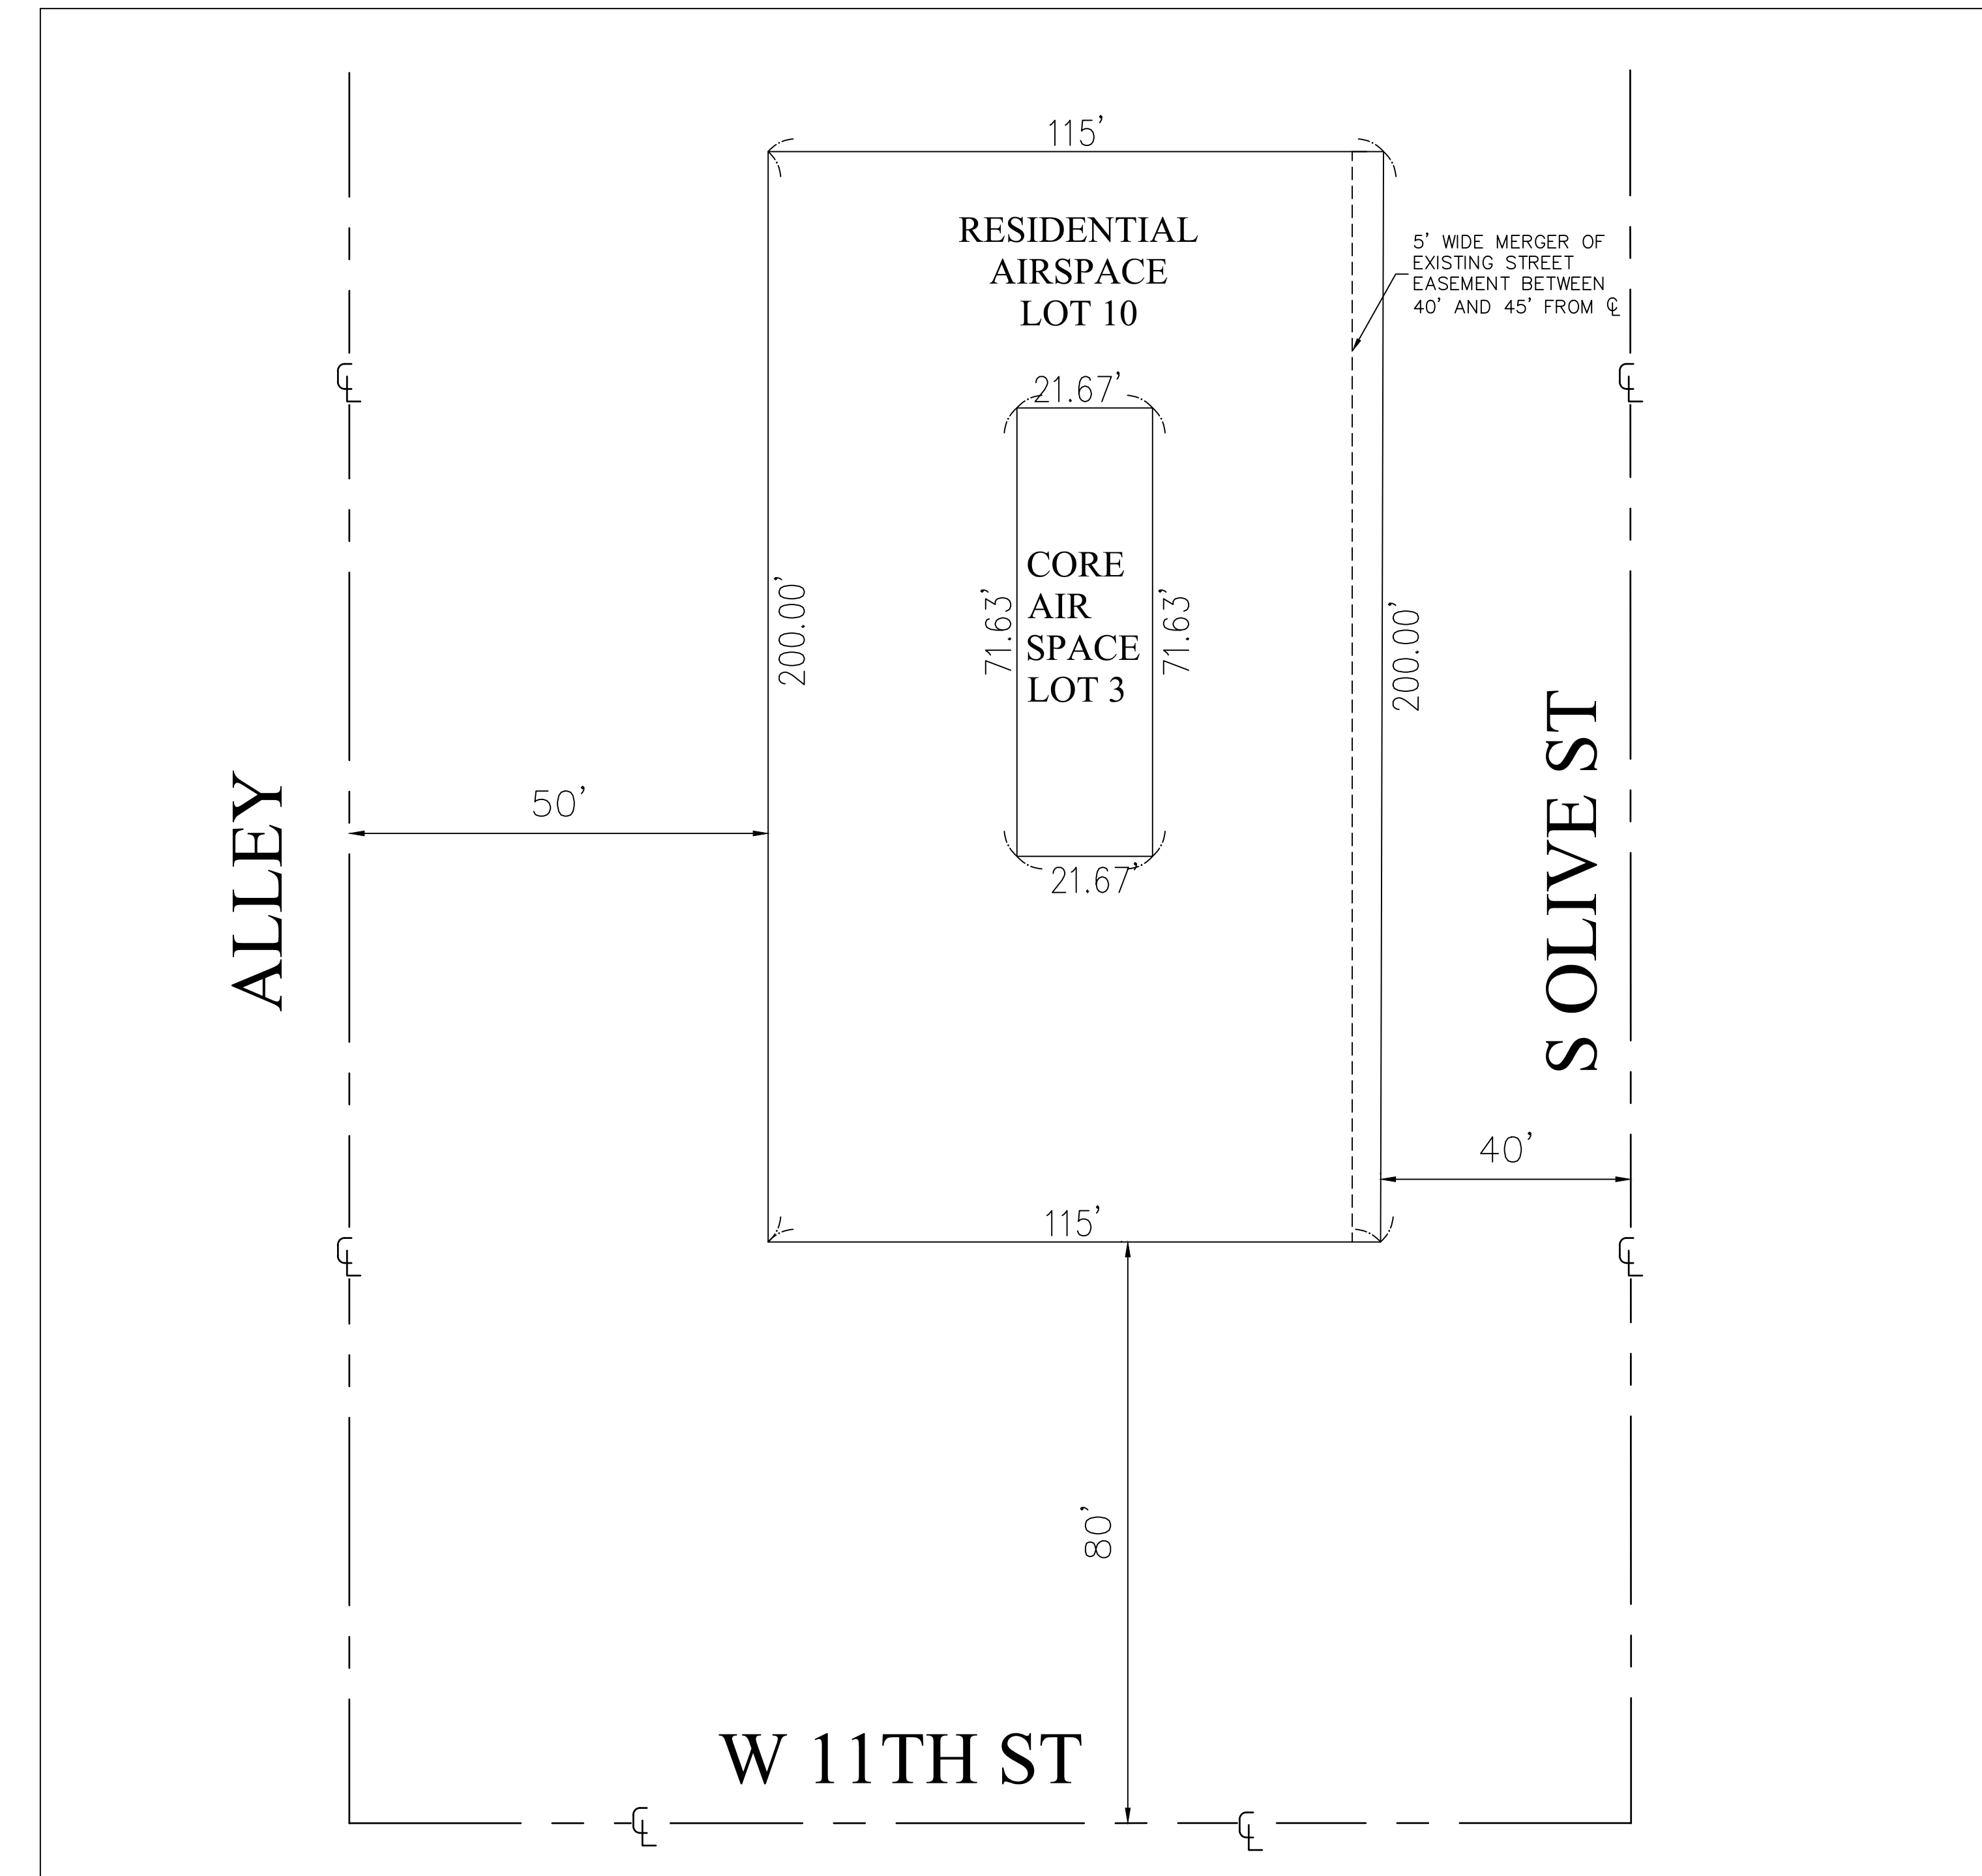 115'
RESIDENTIAL
AIRSPACE
LOT 10
5' WIDE MERGER OF
EXISTING STREET
EASEMENT BETWEEN
40' AND 45' FROM ℄
℄
℄
21.67'
CORE
AIR
SPACE
LOT 3
71.63'
71.63'
200.00'
200.00'
50'
21.67'
ALLEY
S OLIVE ST
40'
115'
℄
℄
80'
W 11TH ST
℄
℄